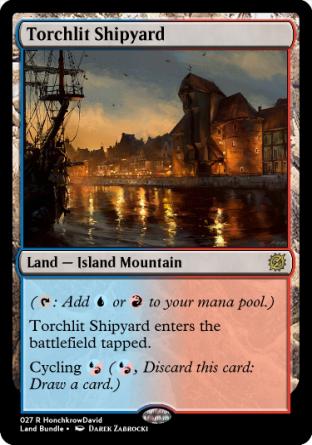 Torchlit Shipyard
Land — Island Mountain
(: Add or to your mana pool.)
Torchlit Shipyard enters the
battlefield tapped.
Cycling ( , Discard this card:
Draw a card.)
027 R HonchkrowDavid
Land Bundle • Darek Zabrocki